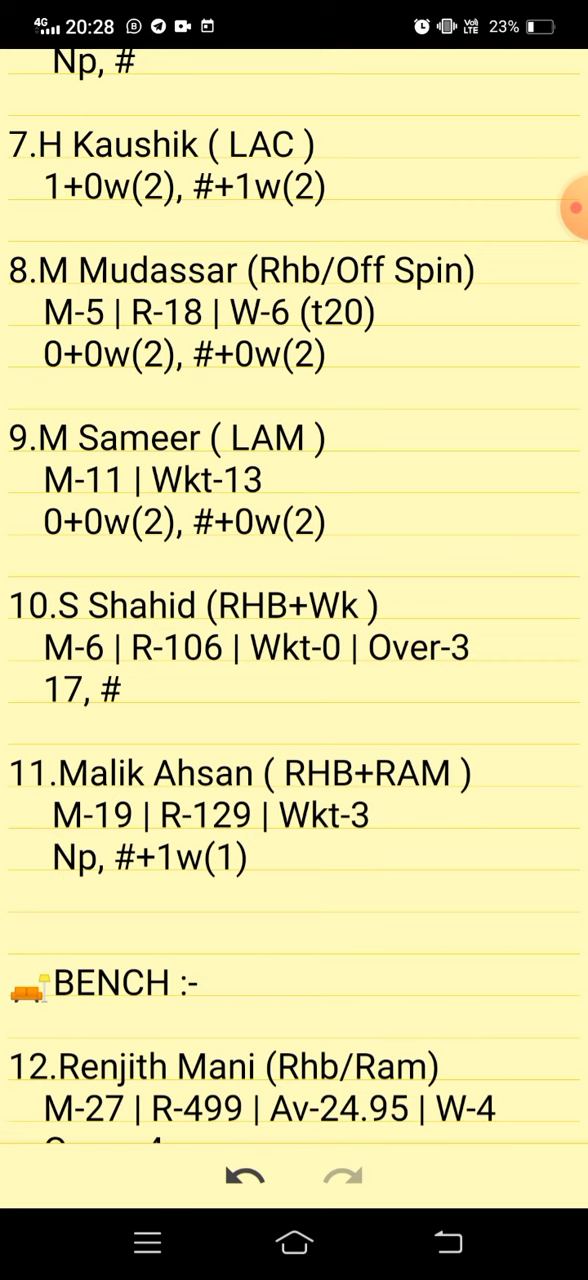 4G 20:28 VoI LTE 23%
Np, #
7.H Kaushik ( LAC )
1+0w(2), #+1w(2)
8.M Mudassar (Rhb/Off Spin)
M-5 | R-18 | W-6 (t20)
0+0w(2), #+0w(2)
9.M Sameer ( LAM )
M-11 | Wkt-13
0+0w(2), #+0w(2)
10.S Shahid (RHB+Wk )
M-6 | R-106 | Wkt-0 | Over-3
17, #
11.Malik Ahsan ( RHB+RAM )
M-19 | R-129 | Wkt-3
Np, #+1w(1)
🛋BENCH :-
12.Renjith Mani (Rhb/Ram)
M-27 | R-499 | Av-24.95 | W-4